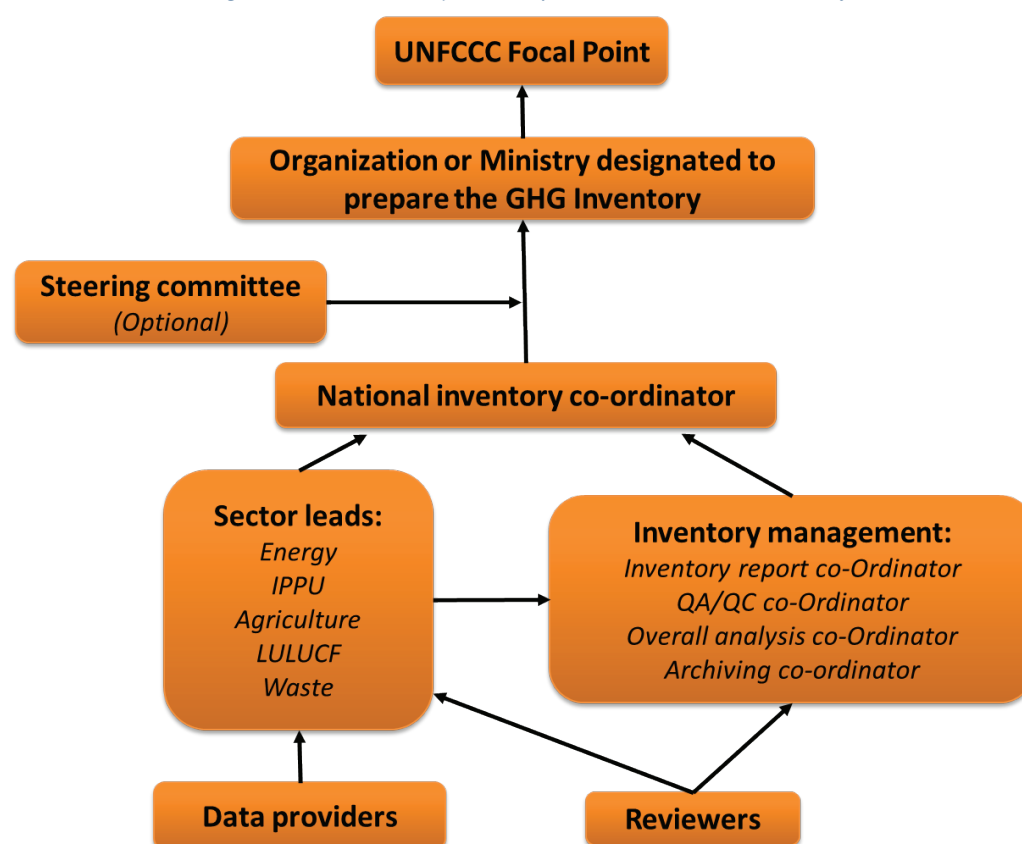 UNFCCC Focal Point
Organization or Ministry designated to
prepare the GHG Inventory
Steering committee
(Optional)
National inventory co-ordinator
Sector leads:
Energy
IPPU
Agriculture
LULUCF
Waste
Inventory management:
Inventory report co-Ordinator
QA/QC co-Ordinator
Overall analysis co-Ordinator
Archiving co-ordinator
Data providers
Reviewers